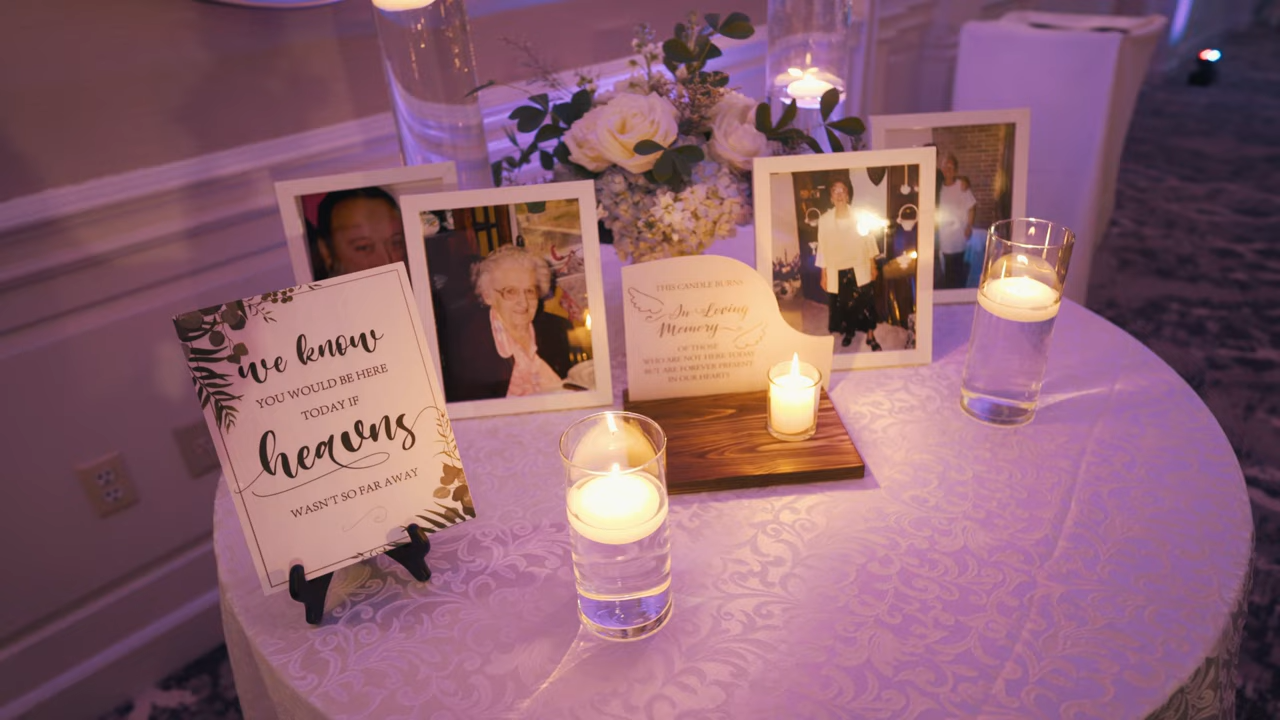 we know
YOU WOULD BE HERE
TODAY IF
heavns
WASN'T SO FAR AWAY
THIS CANDLE BURNS
In Loving
Memory
OF THOSE
WHO ARE NOT HERE TODAY
BUT ARE FOREVER PRESENT
IN OUR HEARTS